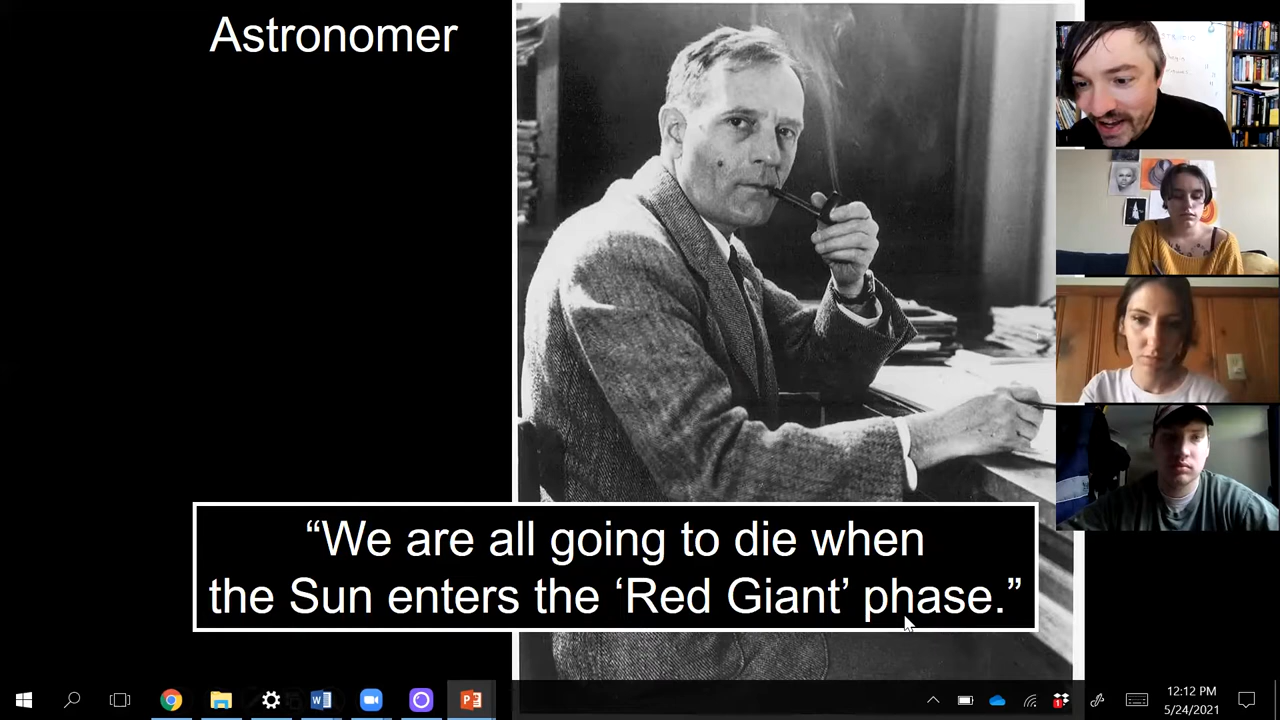 Astronomer
“We are all going to die when
the Sun enters the ‘Red Giant’ phase.”
12:12 PM
5/24/2021